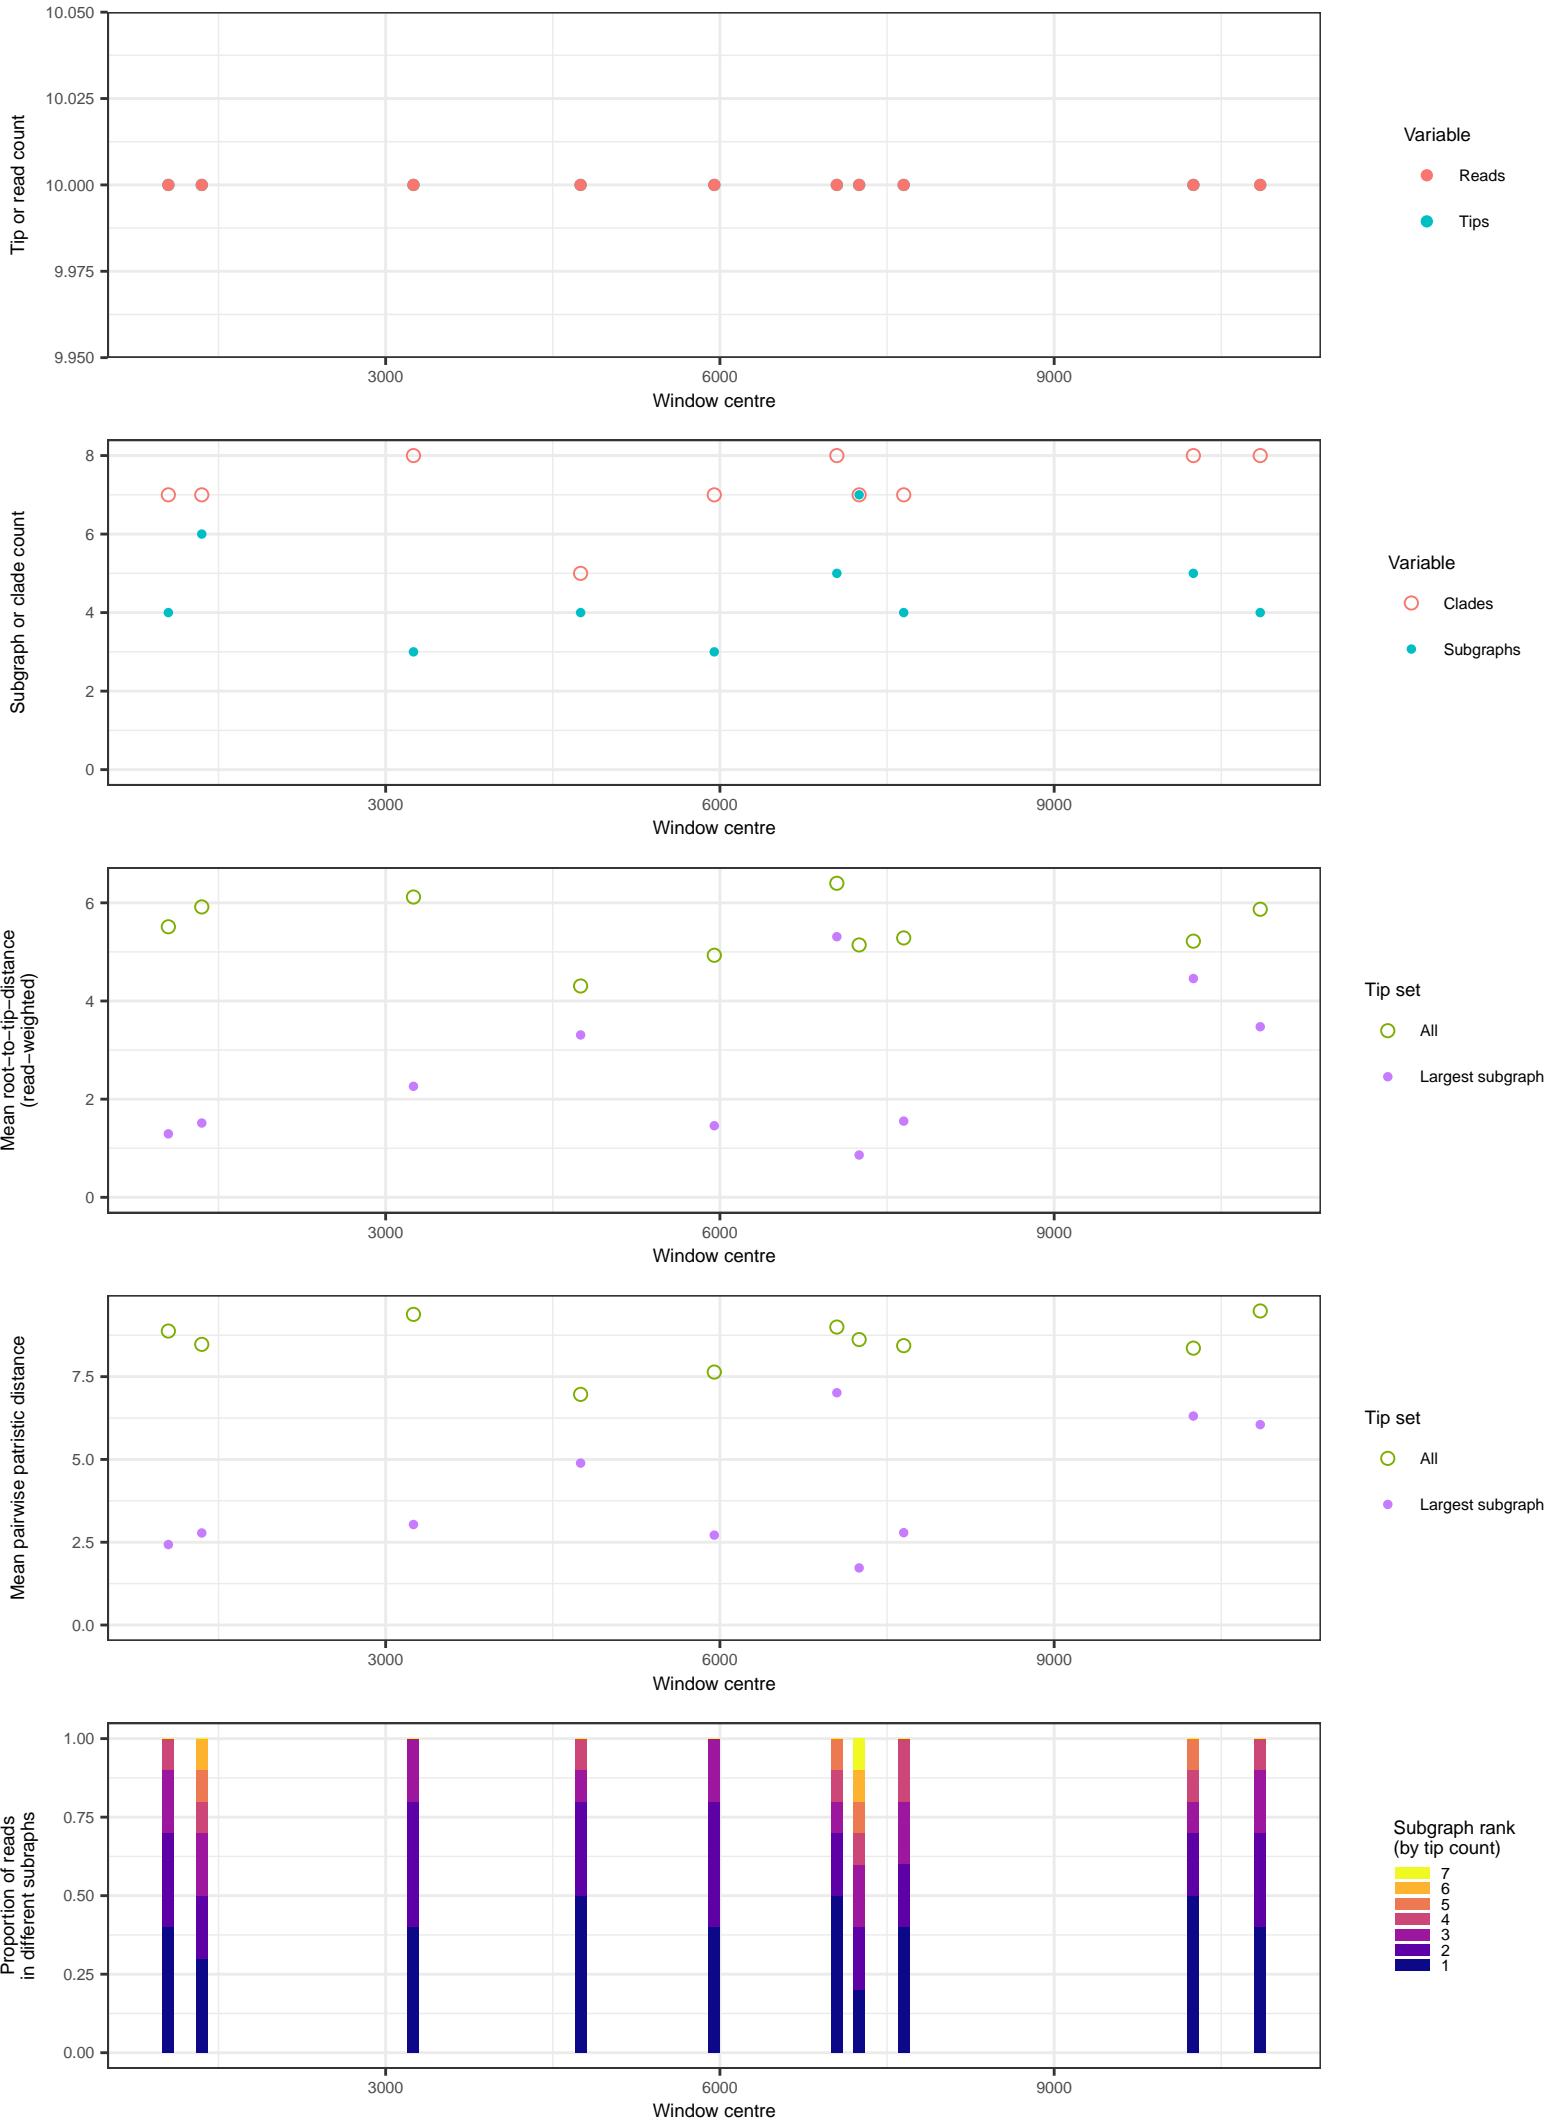 10.050
10.025
10.000
9.975
9.950
Tip or read count
3000
6000
9000
Window centre
Variable
Reads
Tips
8
6
4
2
0
Subgraph or clade count
3000
6000
9000
Window centre
Variable
Clades
Subgraphs
6
4
2
0
Mean root−to−tip−distance
(read−weighted)
3000
6000
9000
Window centre
Tip set
All
Largest subgraph
7.5
5.0
2.5
0.0
Mean pairwise patristic distance
3000
6000
9000
Window centre
Tip set
All
Largest subgraph
1.00
0.75
0.50
0.25
0.00
Proportion of reads
in different subraphs
3000
6000
9000
Window centre
Subgraph rank
(by tip count)
7
6
5
4
3
2
1